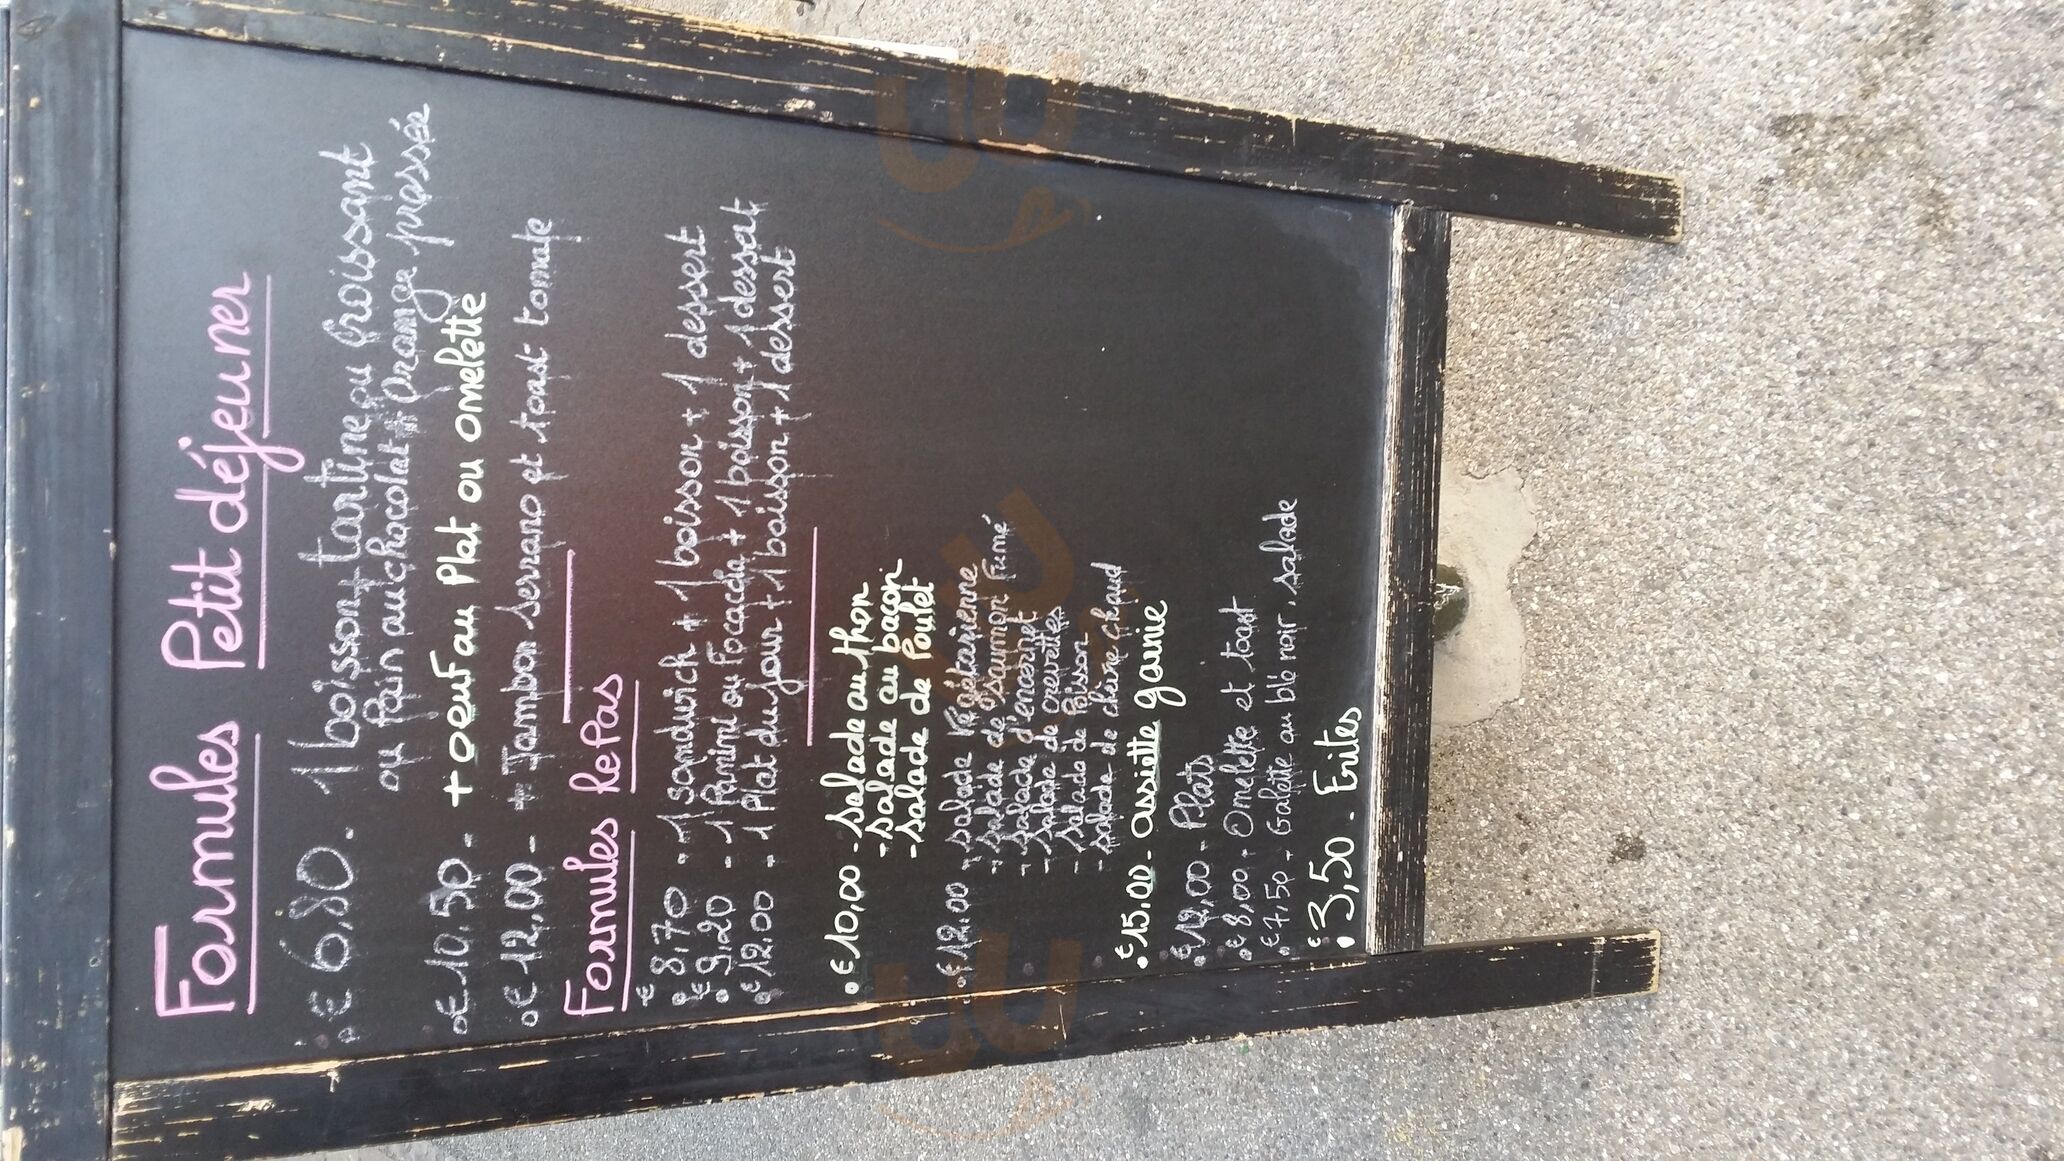 Formules Petit déjeuner
€ 6,80. 1 boisson + tartine ou croissant
ou Pain au chocolat + Orange pressée
€ 10,50 - + oeuf au Plat ou omelette
€ 12,00 - + Jambon serrano et toast tomate
Formules RePas
€ 8,70 - 1 sandwich + 1 boisson + 1 dessert
€ 9,20 - 1 Panini ou Focaccia + 1 boisson + 1 dessert
€ 12.00 - 1 Plat du jour + 1 boisson + 1 dessert
€ 10,00 - salade au thon
- salade au bacon
- salade de Poulet
€ 12.00 - salade Végétarienne
- salade de saumon Fumé
- salade d'encornet
- salade de crevettes
- salade de Poisson
- salade de chèvre chaud
€ 15,00 - assiette garnie
€ 12,00 - Plats
€ 8,00 - Omelette et toast
€ 7,50 - Galette au blé noir, salade
€ 3,50 - Frites